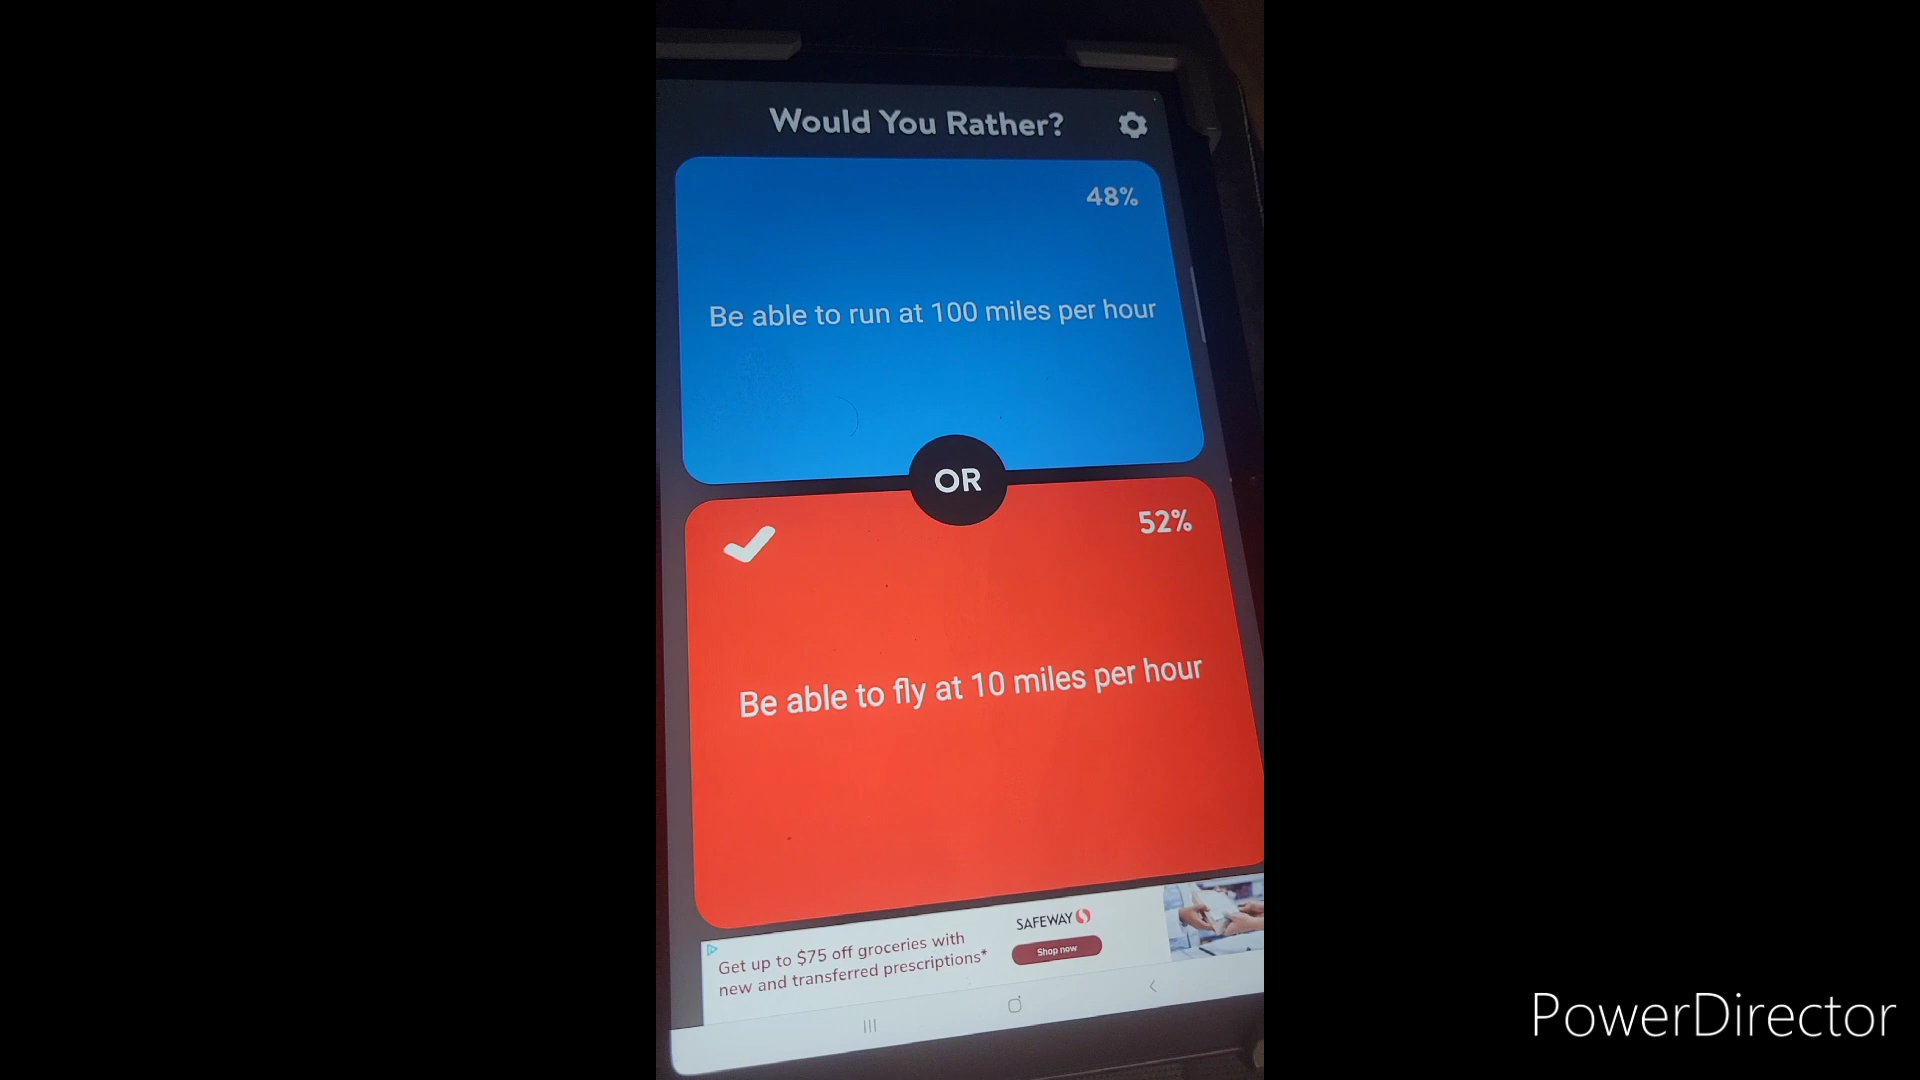 Would You Rather?
48%
Be able to run at 100 miles per hour
OR
52%
Be able to fly at 10 miles per hour
Get up to $75 off groceries with
new and transferred prescriptions*
SAFEWAY
Shop now
PowerDirector